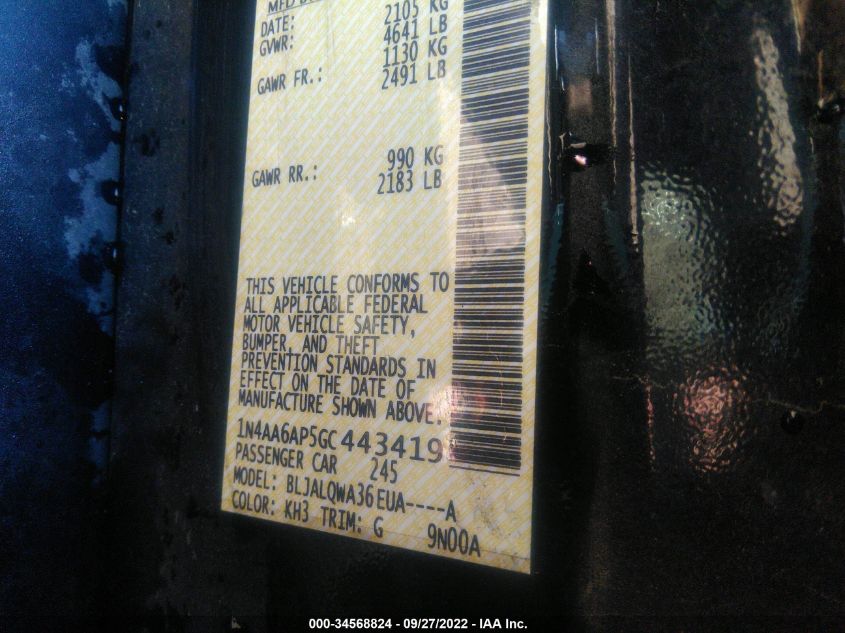 DATE: 2105 KG
GVWR: 4641 LB
1130 KG
GAWR FR.: 2491 LB
990 KG
GAWR RR.: 2183 LB
THIS VEHICLE CONFORMS TO
ALL APPLICABLE FEDERAL
MOTOR VEHICLE SAFETY,
BUMPER, AND THEFT
PREVENTION STANDARDS IN
EFFECT ON THE DATE OF
MANUFACTURE SHOWN ABOVE.
1N4AA6AP5GC443419
PASSENGER CAR 245
MODEL: BLJALQWA36EUA----A
COLOR: KH3 TRIM: G 9N00A
000-34568824 - 09/27/2022 - IAA Inc.